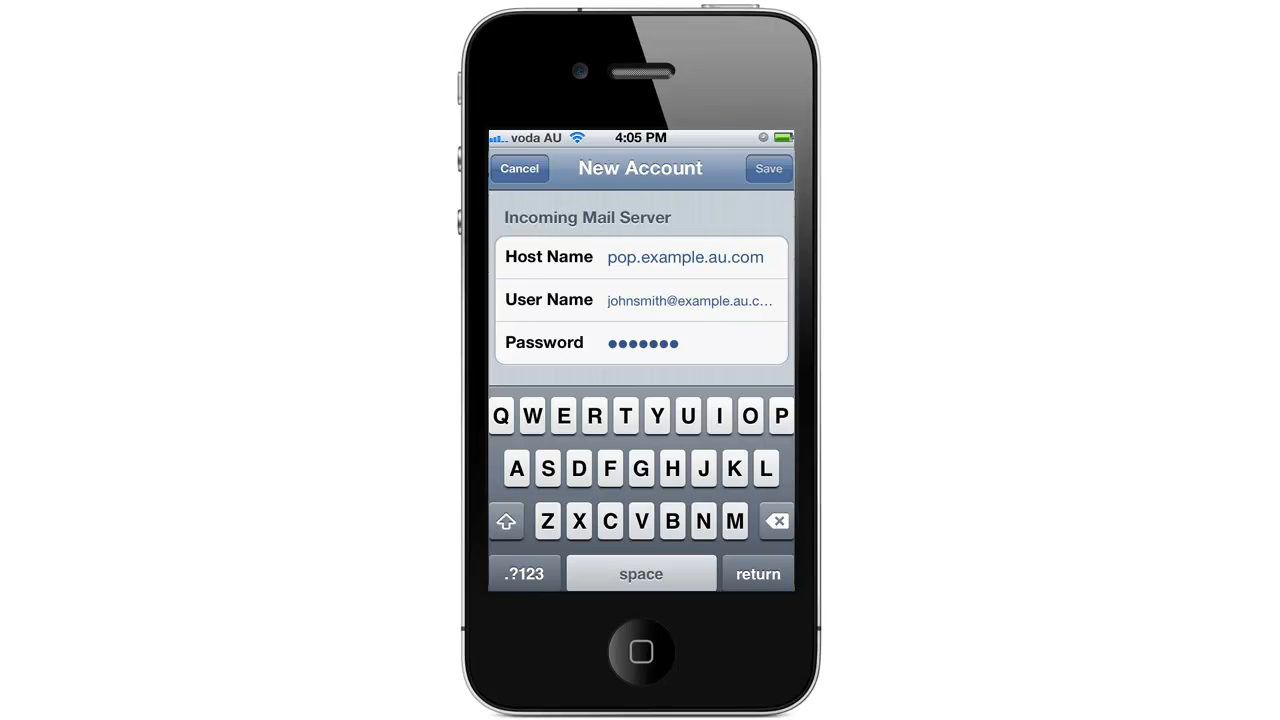 voda AU 4:05 PM
Cancel New Account Save
Incoming Mail Server
Host Name pop.example.au.com
User Name johnsmith@example.au.c...
Password •••••••
Q W E R T Y U I O P
A S D F G H J K L
Z X C V B N M
.?123 space return